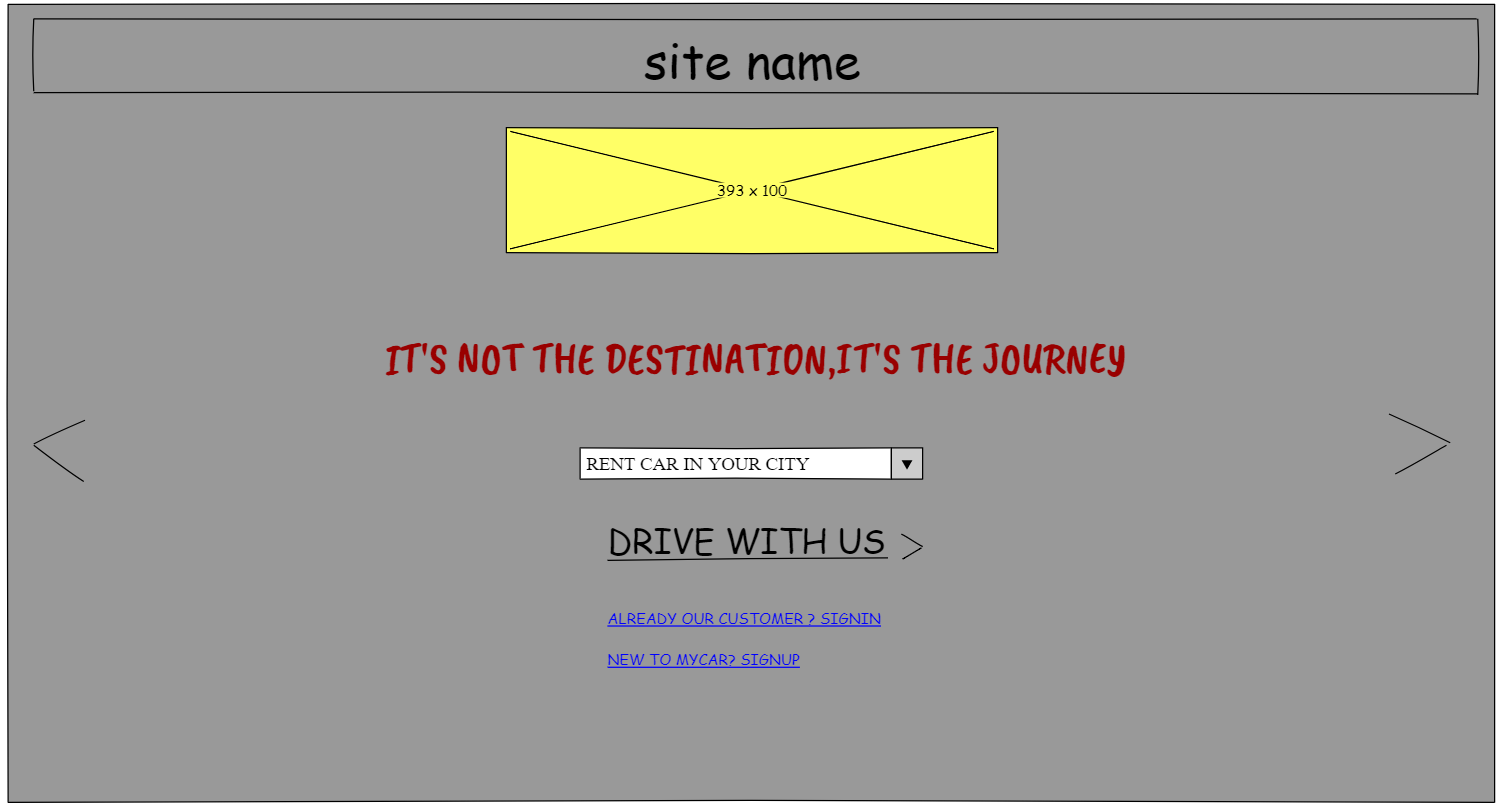 site name
393 x 100
IT'S NOT THE DESTINATION,IT'S THE JOURNEY
RENT CAR IN YOUR CITY
DRIVE WITH US
ALREADY OUR CUSTOMER ? SIGNIN
NEW TO MYCAR? SIGNUP